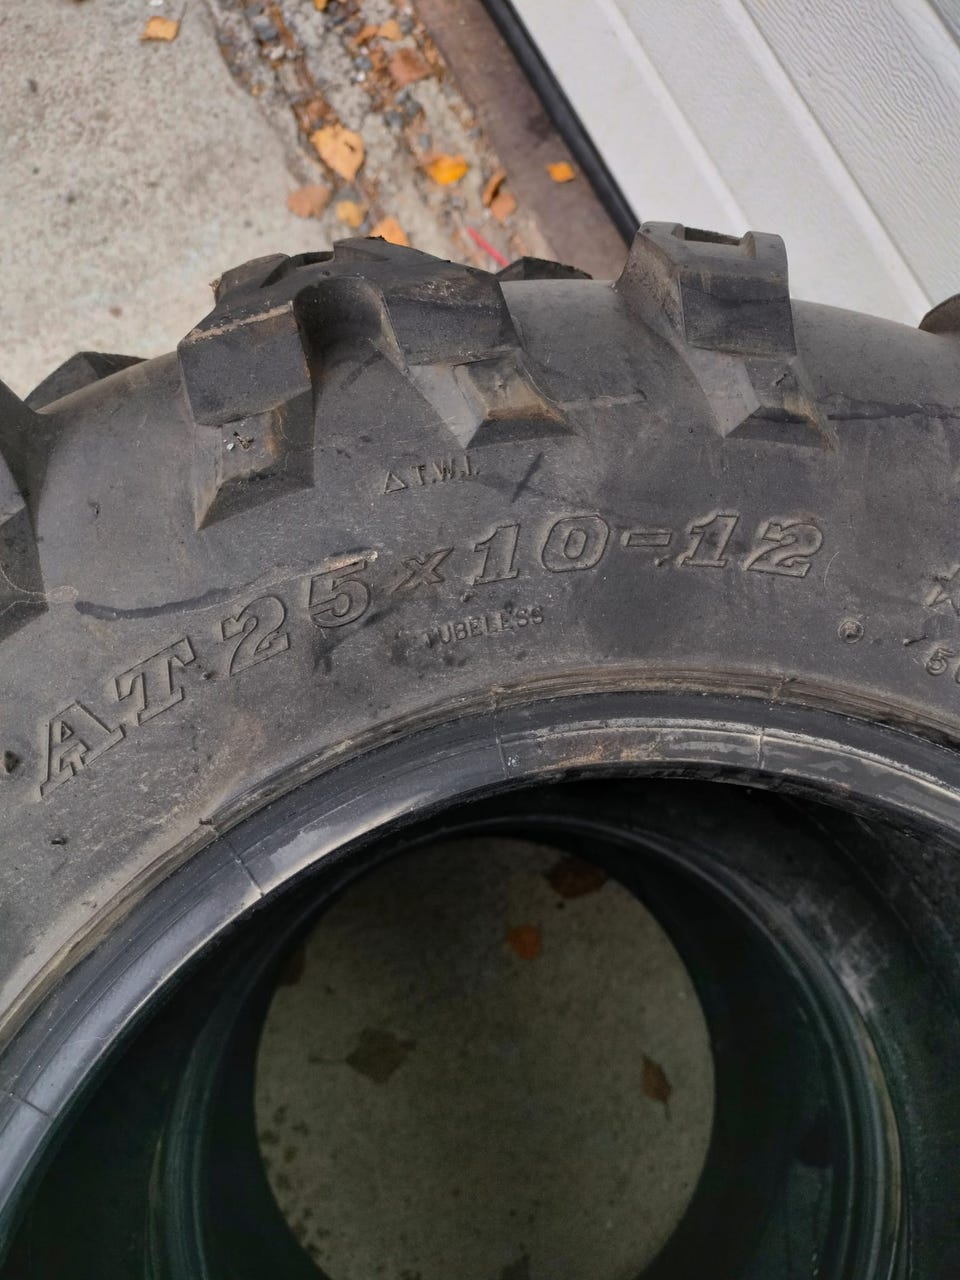 △T.W.I.
AT25x10-12
TUBELESS